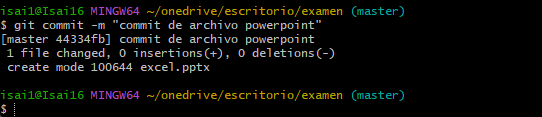 isai1@Isai16 MINGW64 ~/onedrive/escritorio/examen (master)
$ git commit -m "commit de archivo powerpoint"
[master 44334fb] commit de archivo powerpoint
 1 file changed, 0 insertions(+), 0 deletions(-)
 create mode 100644 excel.pptx
isai1@Isai16 MINGW64 ~/onedrive/escritorio/examen (master)
$